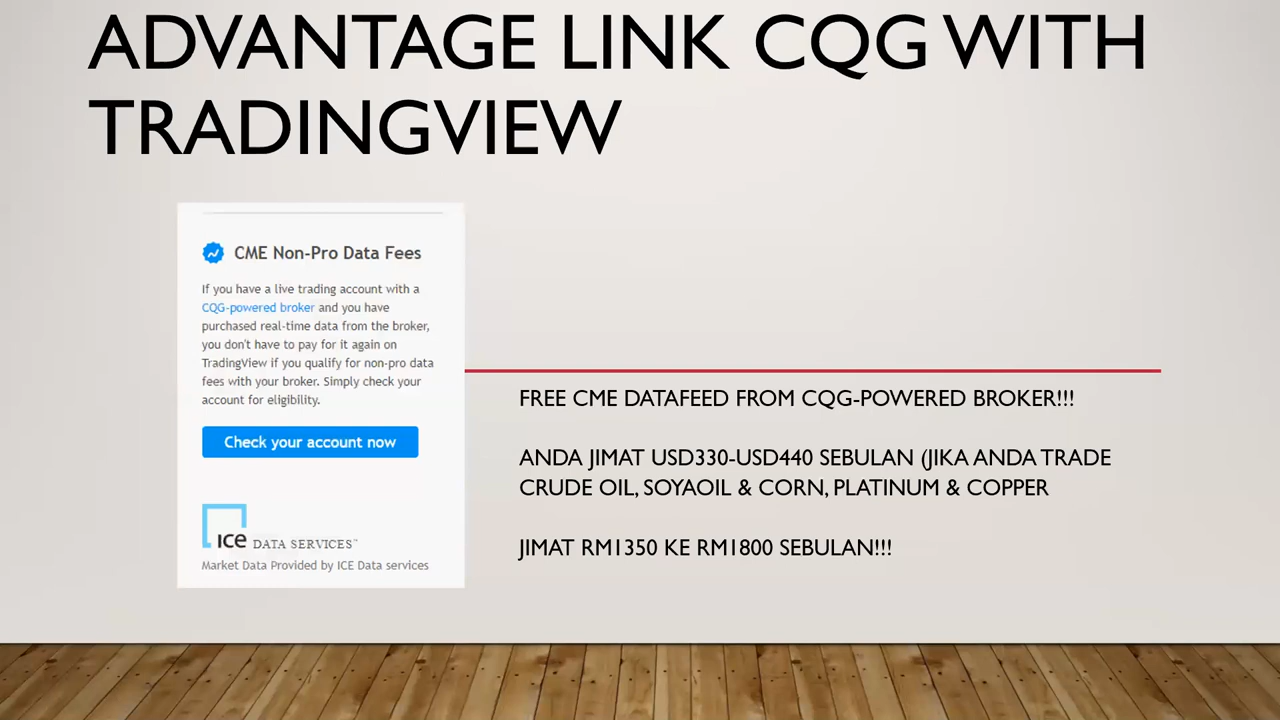 ADVANTAGE LINK CQG WITH
TRADINGVIEW
CME Non-Pro Data Fees
If you have a live trading account with a
CQG-powered broker and you have
purchased real-time data from the broker,
you don't have to pay for it again on
TradingView if you qualify for non-pro data
fees with your broker. Simply check your
account for eligibility.
Check your account now
ice DATA SERVICES™
Market Data Provided by ICE Data services
FREE CME DATAFEED FROM CQG-POWERED BROKER!!!
ANDA JIMAT USD330-USD440 SEBULAN (JIKA ANDA TRADE
CRUDE OIL, SOYAOIL & CORN, PLATINUM & COPPER
JIMAT RM1350 KE RM1800 SEBULAN!!!